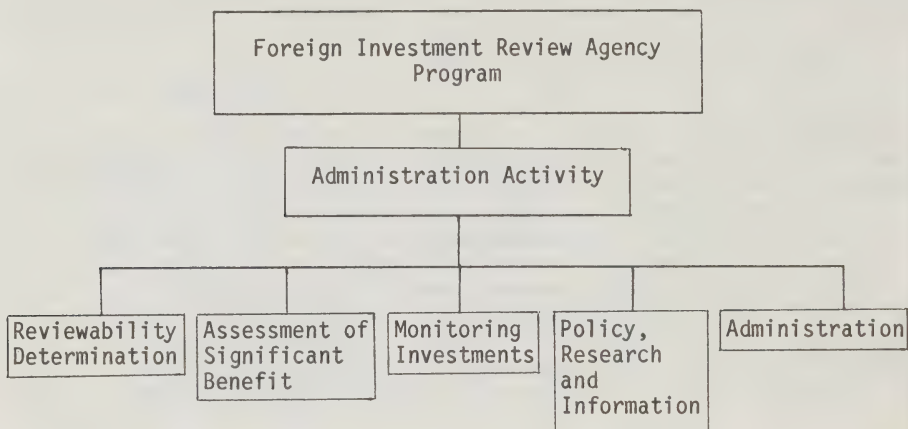 Foreign Investment Review Agency
Program
Administration Activity
Reviewability
Determination
Assessment of
Significant
Benefit
Monitoring
Investments
Policy,
Research
and
Information
Administration